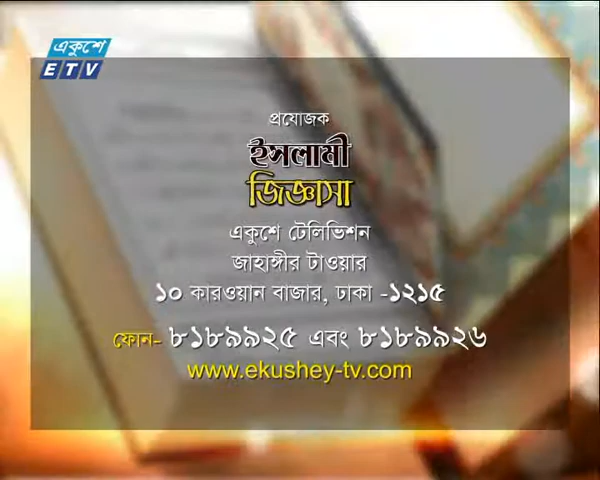 একুশে
ETV
প্রযোজক
ইসলামী
জিজ্ঞাসা
একুশে টেলিভিশন
জাহাঙ্গীর টাওয়ার
১০ কারওয়ান বাজার, ঢাকা -১২১৫
ফোন- ৮১৮৯৯২৫ এবং ৮১৮৯৯২৬
www.ekushey-tv.com